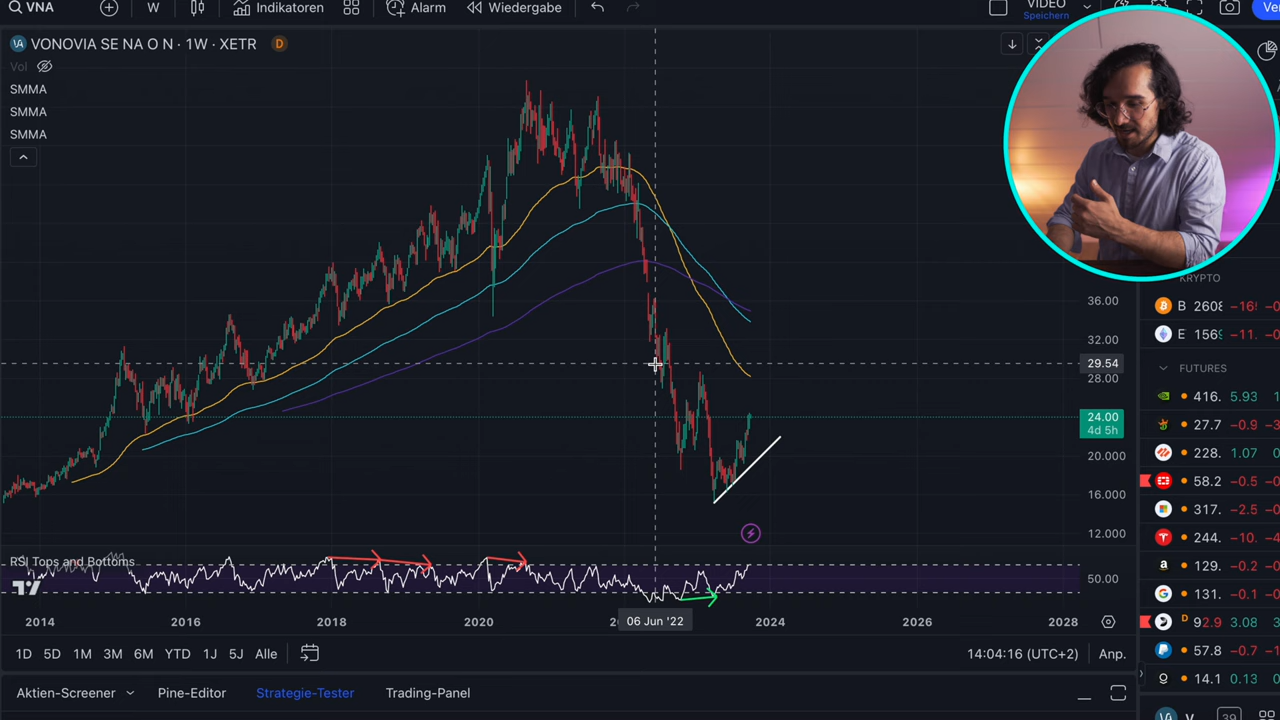 VNA
W
Indikatoren
Alarm
Wiedergabe
VIDEO
Speichern
VONOVIA SE NA O N · 1W · XETR D
Vol
SMMA
SMMA
SMMA
KRYPTO
36.00
B 2608
E 1569 −11.
32.00
29.54
FUTURES
28.00
416. 5.93
24.00
4d 5h
27.7 −0.9
228. 1.07
20.000
58.2 −0.5
16.000
317. −2.5
12.000
244. −10.
RSI Tops and Bottoms
129. −0.2
50.00
131. −0.1
2014 2016 2018 2020 06 Jun '22 2024 2026 2028
D 92.9 3.08
1D 5D 1M 3M 6M YTD 1J 5J Alle
14:04:16 (UTC+2) Anp.
57.8 −0.7
14.1 0.13
Aktien-Screener Pine-Editor Strategie-Tester Trading-Panel
V
39